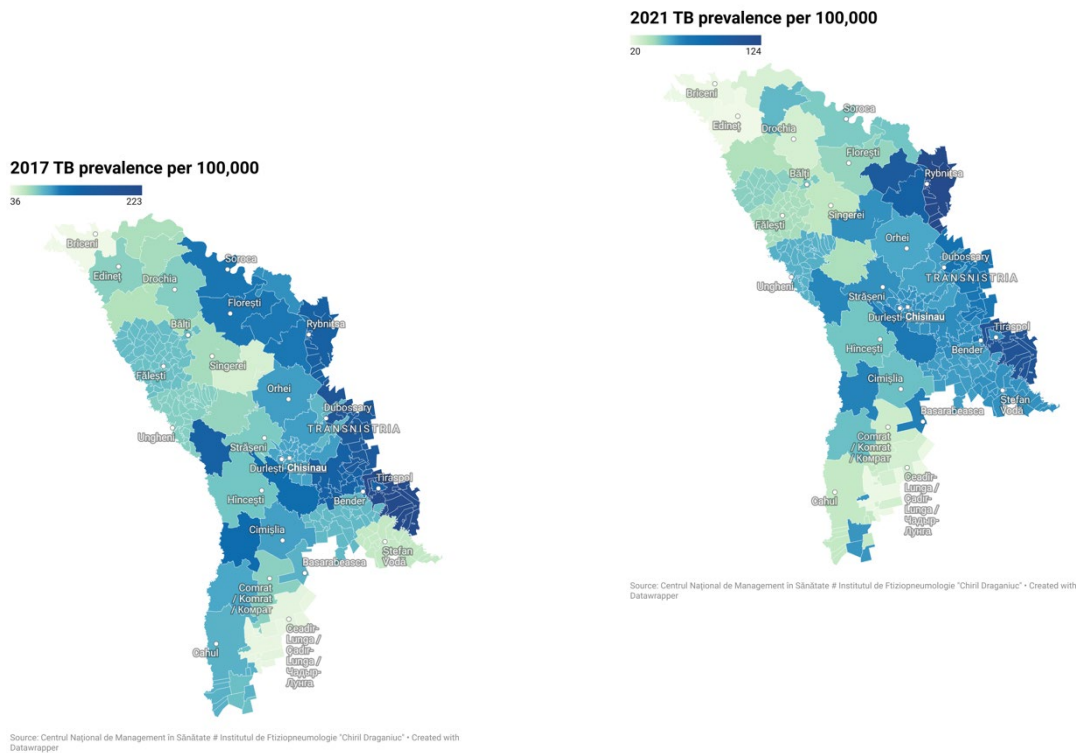 2017 TB prevalence per 100,000
36 223
Briceni
Edineț
Drochia
Soroca
Florești
Bălți
Rybnitsa
Sîngerei
Fălești
Orhei
Dubossary
TRANSNISTRIA
Ungheni
Strășeni
Durlești Chisinau
Tiraspol
Hîncești
Bender
Cimișlia
Ștefan
Vodă
Basarabeasca
Comrat
/ Komrat
/ Комрат
Ceadîr-
Lunga /
Çadır-
Lunga /
Чадыр-
Лунга
Cahul
Source: Centrul Național de Management în Sănătate # Institutul de Ftiziopneumologie "Chiril Draganiuc" • Created with
Datawrapper
2021 TB prevalence per 100,000
20 124
Briceni
Edineț
Drochia
Soroca
Florești
Bălți
Rybnitsa
Sîngerei
Fălești
Orhei
Dubossary
TRANSNISTRIA
Ungheni
Strășeni
Durlești Chisinau
Tiraspol
Hîncești
Bender
Cimișlia
Ștefan
Vodă
Basarabeasca
Comrat
/ Komrat
/ Комрат
Ceadîr-
Lunga /
Çadır-
Lunga /
Чадыр-
Лунга
Cahul
Source: Centrul Național de Management în Sănătate # Institutul de Ftiziopneumologie "Chiril Draganiuc" • Created with
Datawrapper